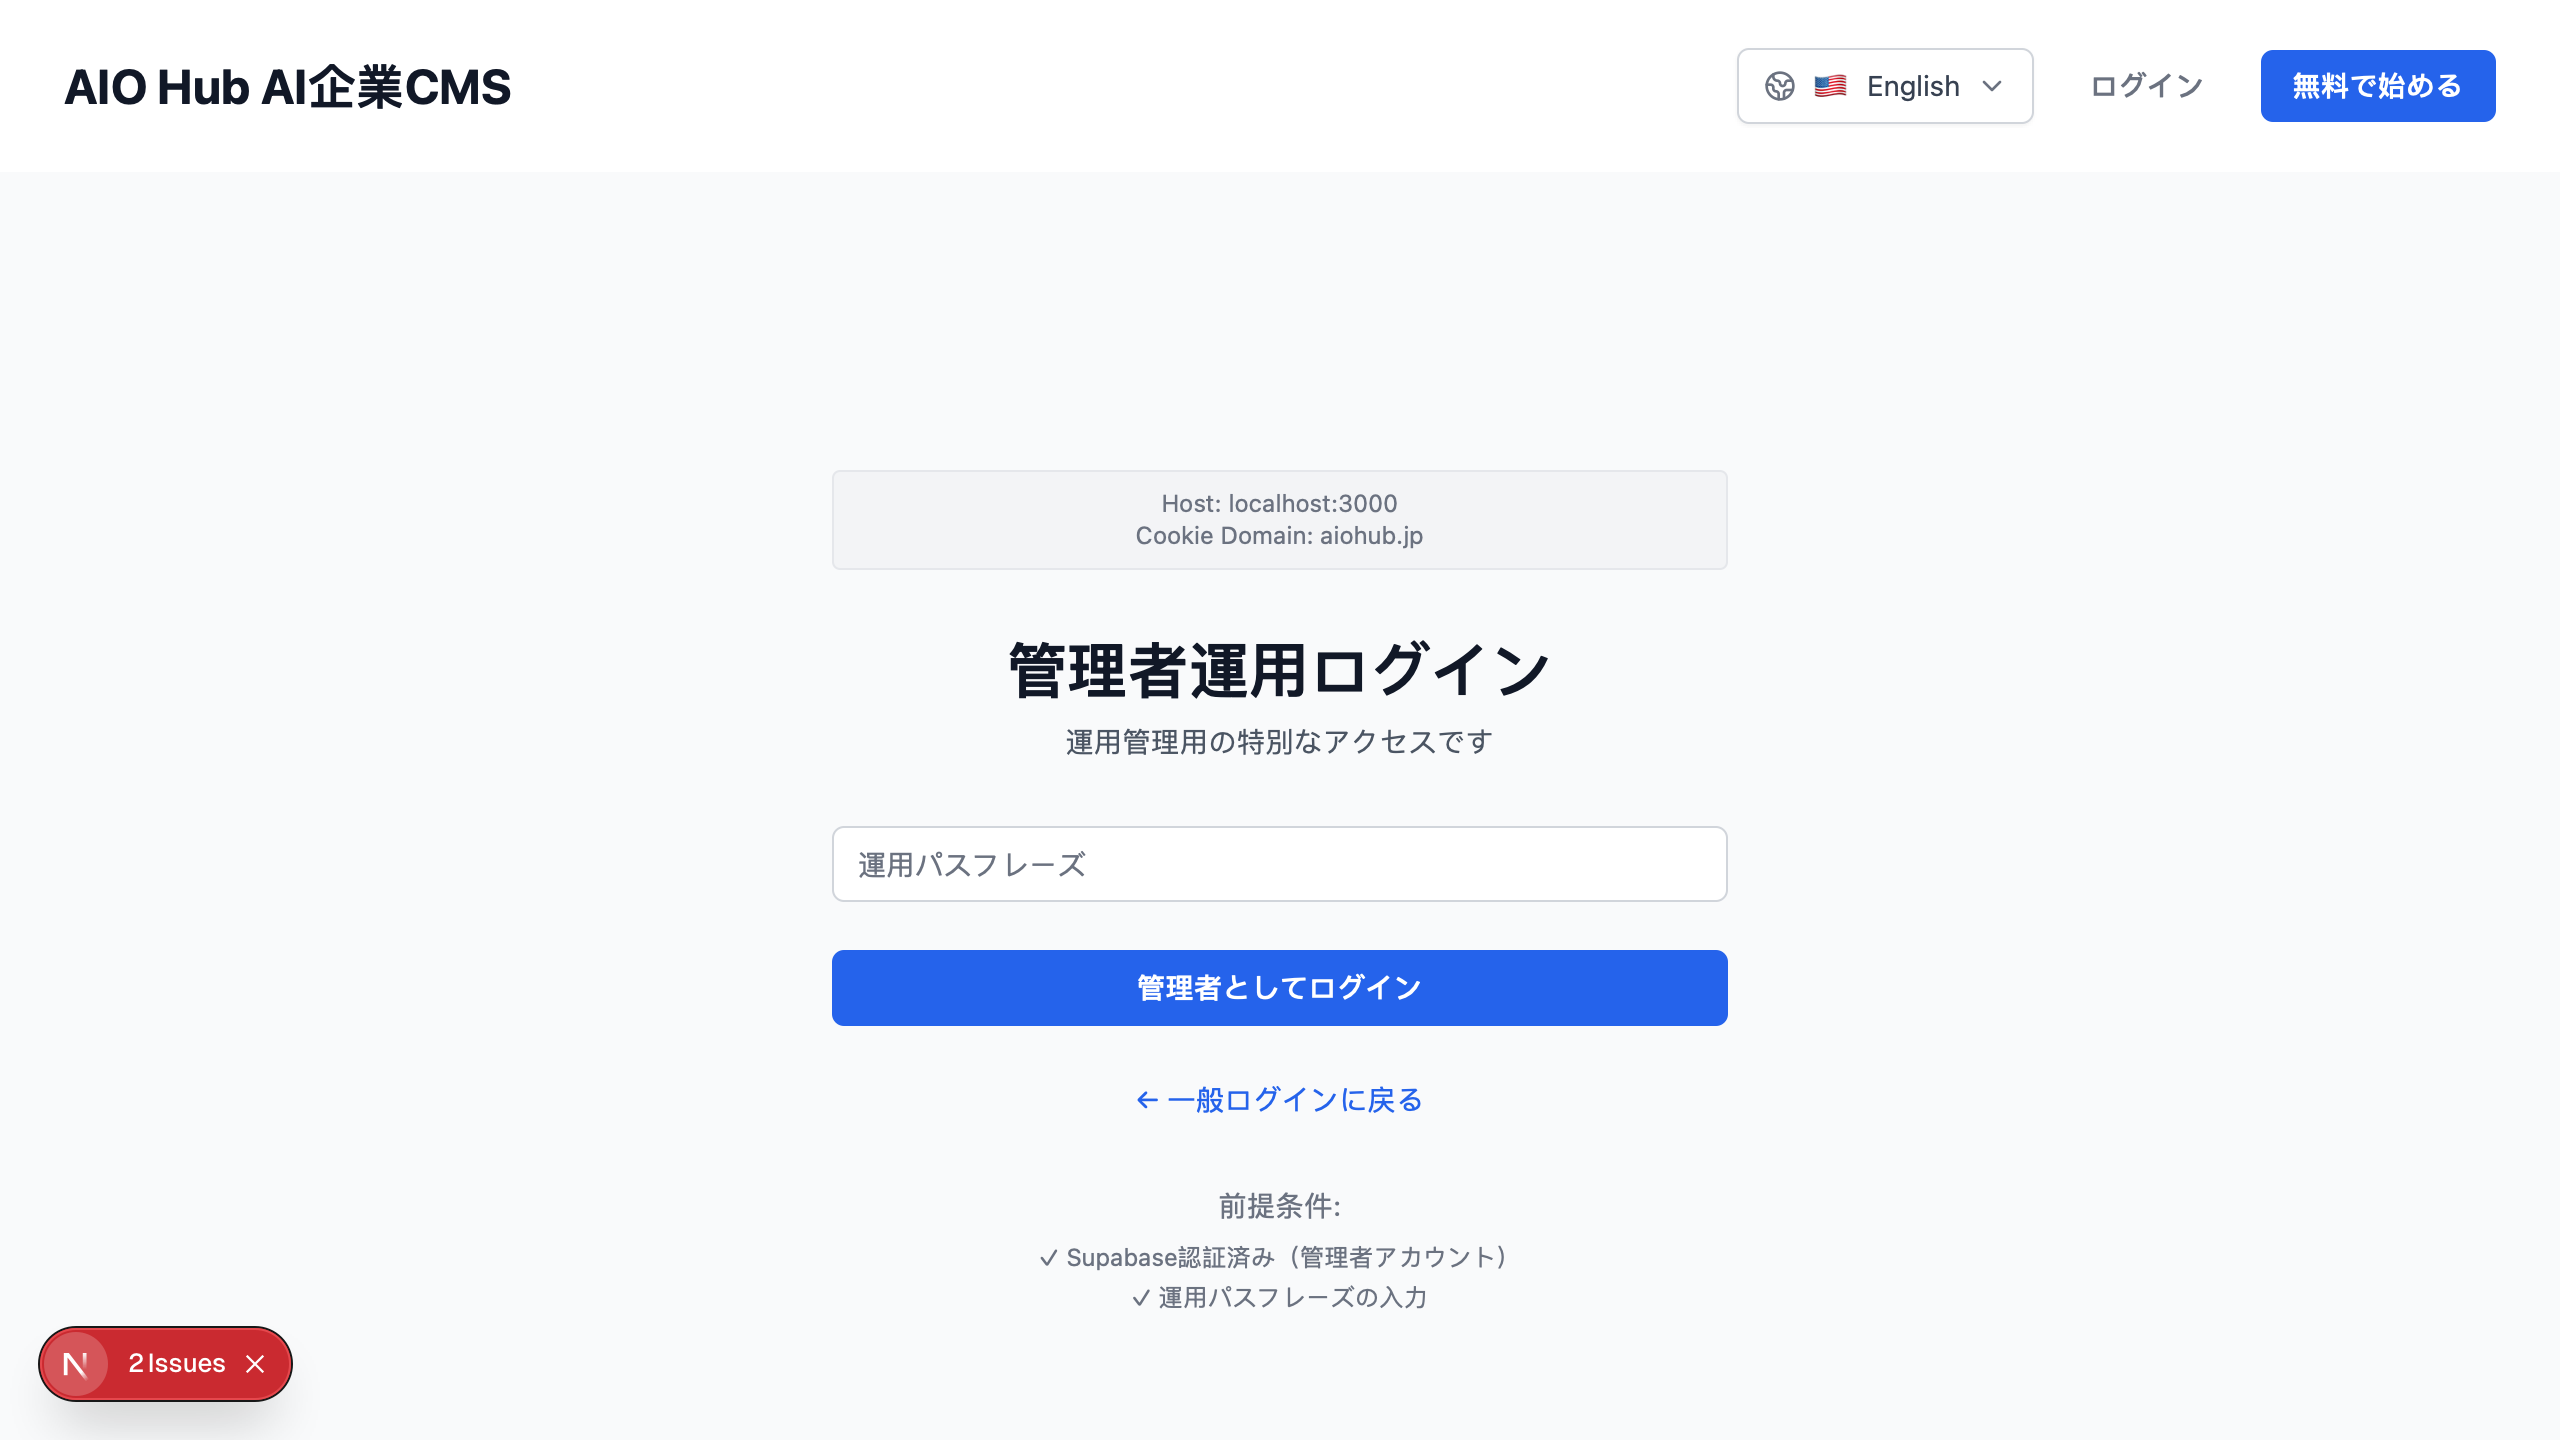 AIO Hub AI企業CMS
English
ログイン
無料で始める
Host: localhost:3000
Cookie Domain: aiohub.jp
管理者運用ログイン
運用管理用の特別なアクセスです
運用パスフレーズ
管理者としてログイン
← 一般ログインに戻る
前提条件:
✓ Supabase認証済み（管理者アカウント）
✓ 運用パスフレーズの入力
N 2 Issues